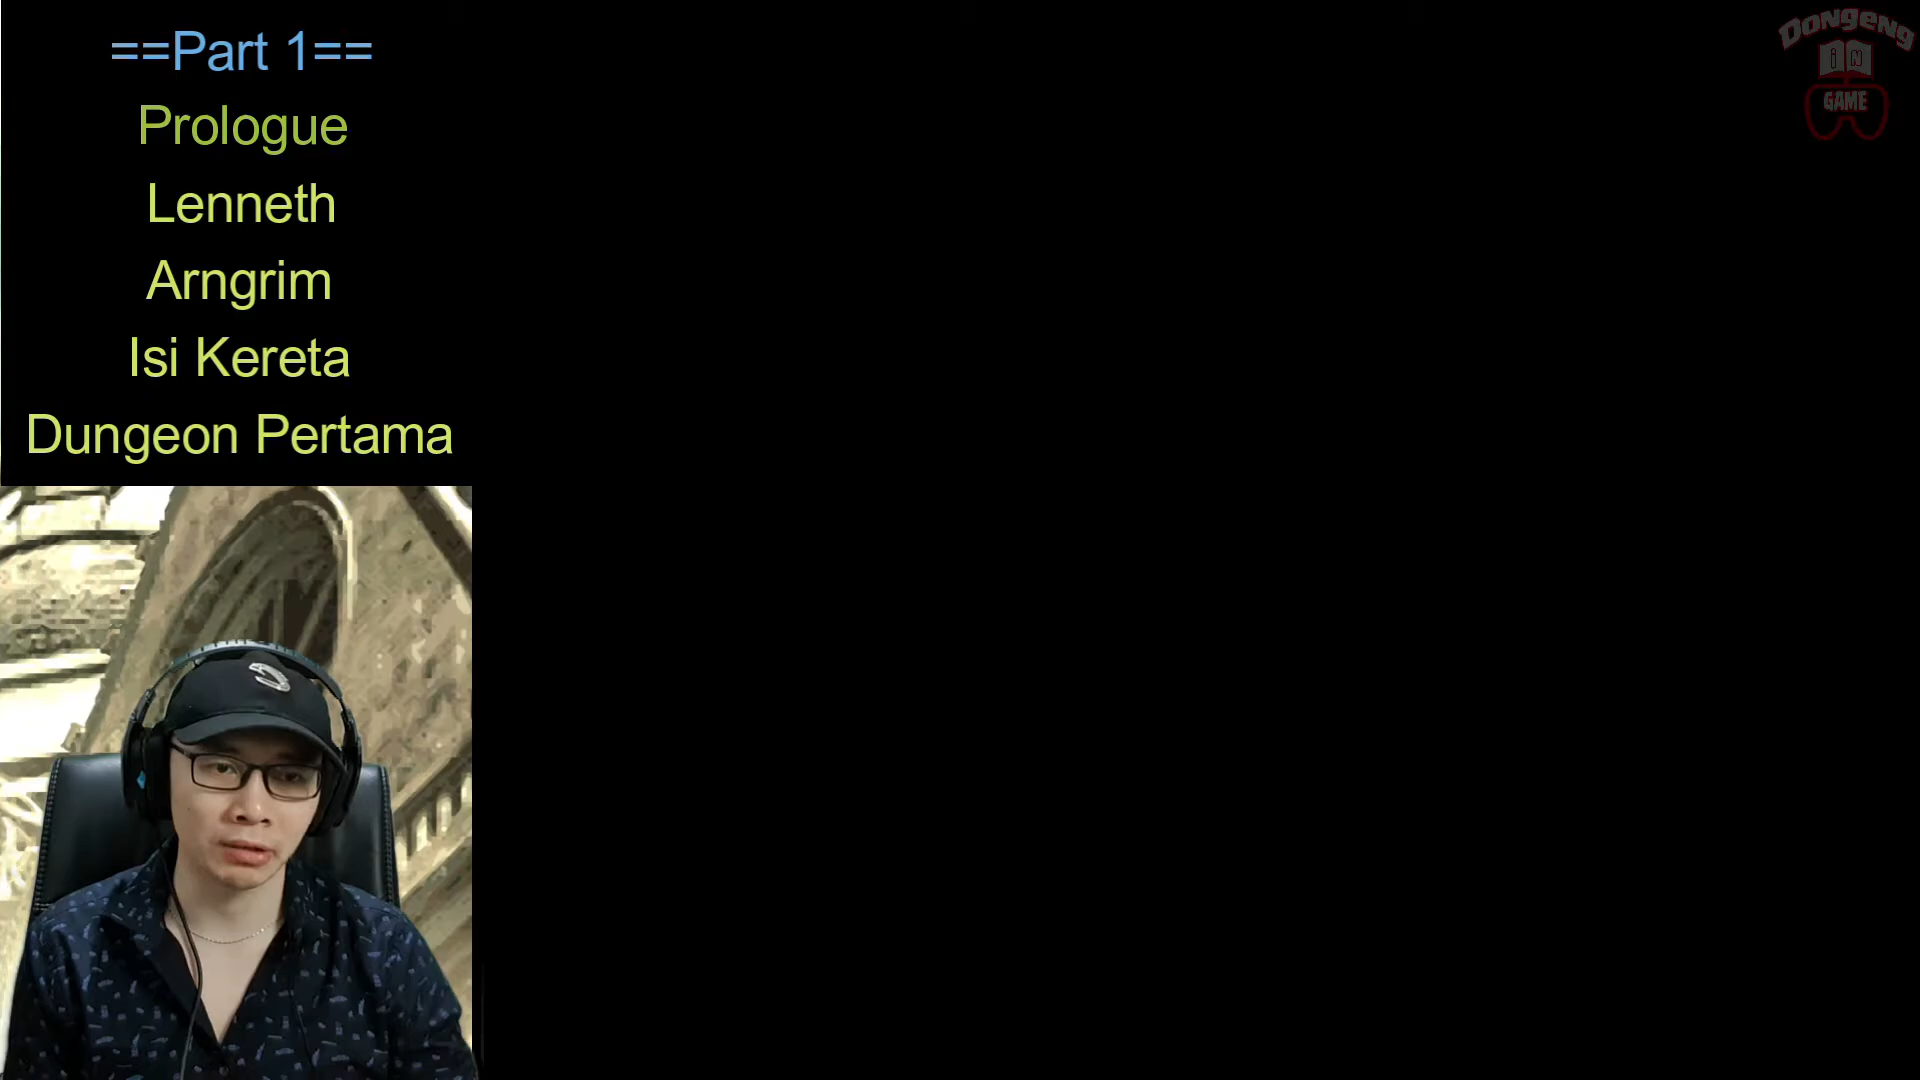 ==Part 1==
Prologue
Lenneth
Arngrim
Isi Kereta
Dungeon Pertama
DONGENG
iN
GAME